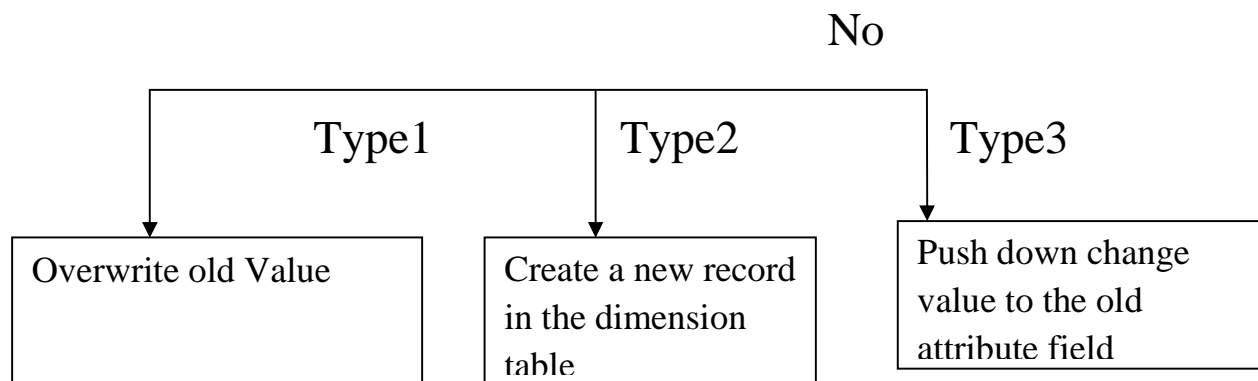 No
Type1
Type2
Type3
Overwrite old Value
Create a new record
in the dimension
table
Push down change
value to the old
attribute field